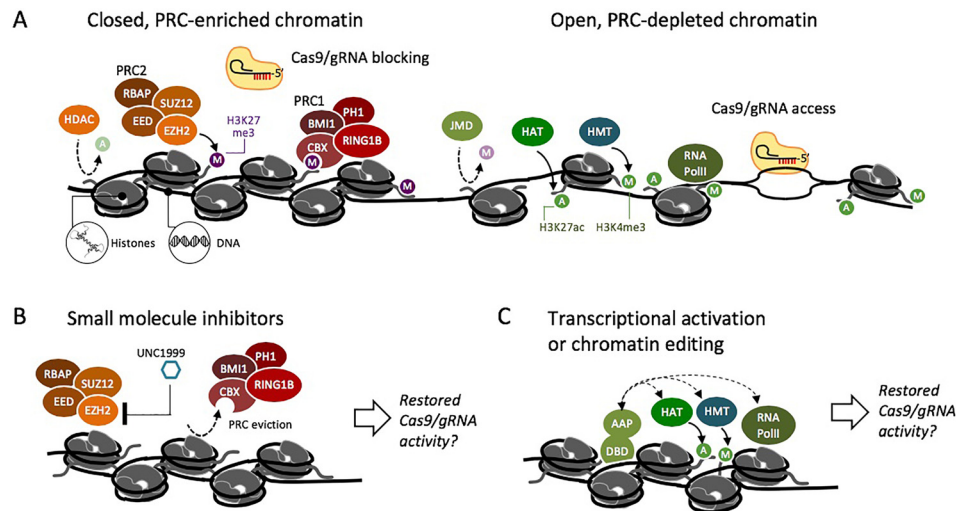 A
Closed, PRC-enriched chromatin
Open, PRC-depleted chromatin
Cas9/gRNA blocking
-5'
PRC2
RBAP
SUZ12
EED
EZH2
HDAC
A
H3K27
me3
M
PRC1
PH1
BMI1
RING1B
CBX
M
M
Histones
DNA
JMD
M
HAT
HMT
A
M
A
H3K27ac
H3K4me3
RNA
PolII
M
Cas9/gRNA access
-5'
A
M
B
Small molecule inhibitors
UNC1999
RBAP
SUZ12
EED
EZH2
PH1
BMI1
RING1B
CBX
PRC eviction
Restored
Cas9/gRNA
activity?
C
Transcriptional activation
or chromatin editing
AAP
DBD
HAT
HMT
A
M
RNA
PolII
Restored
Cas9/gRNA
activity?